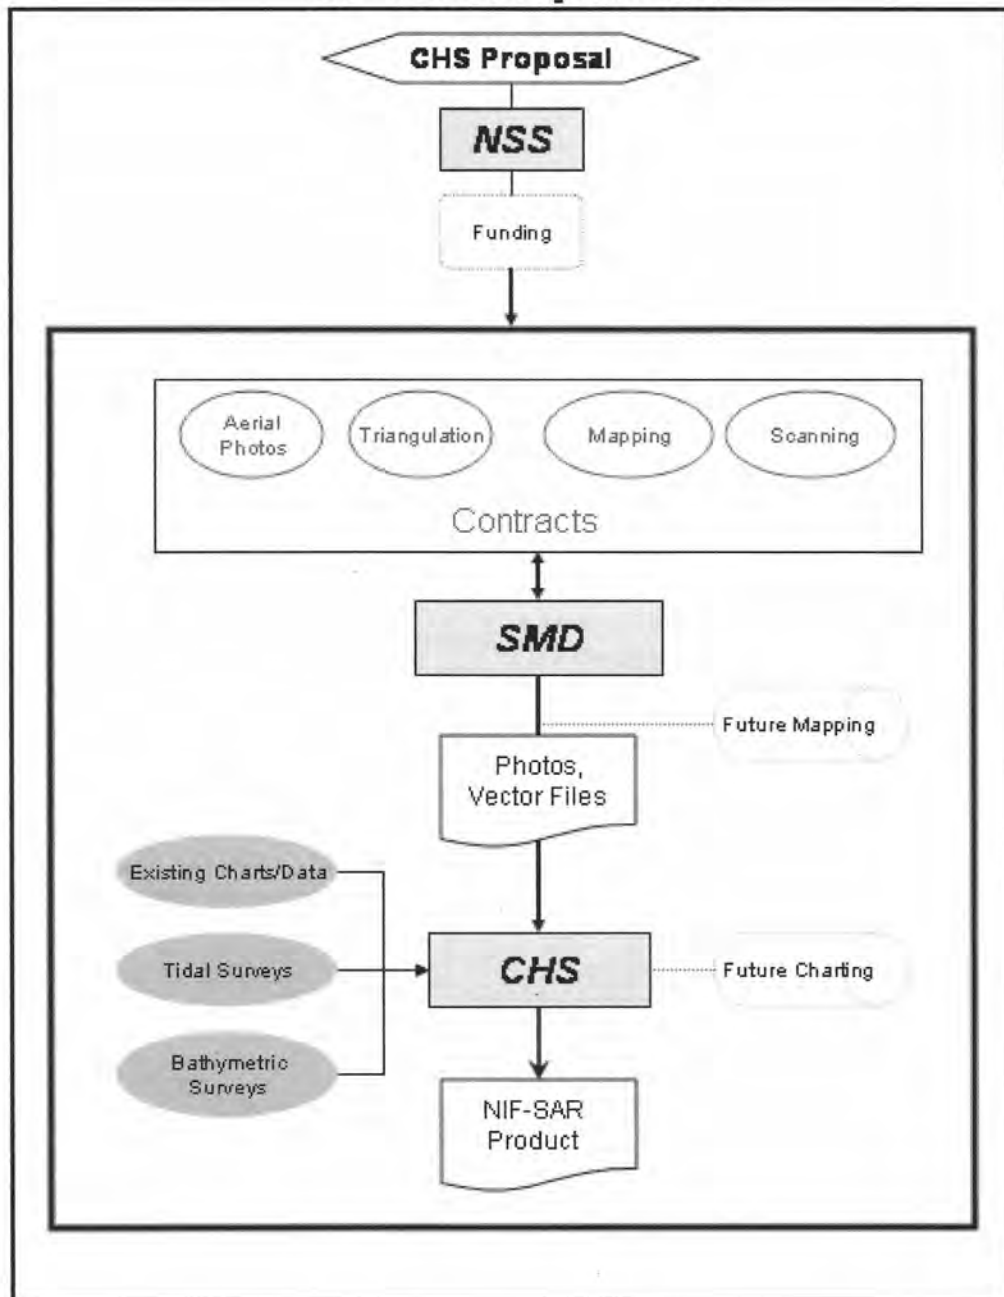 CHS Proposal
NSS
Funding
Aerial
Photos
Triangulation
Mapping
Scanning
Contracts
SMD
Future Mapping
Photos,
Vector Files
Existing Charts/Data
Tidal Surveys
CHS
Future Charting
Bathymetric
Surveys
NIF-SAR
Product